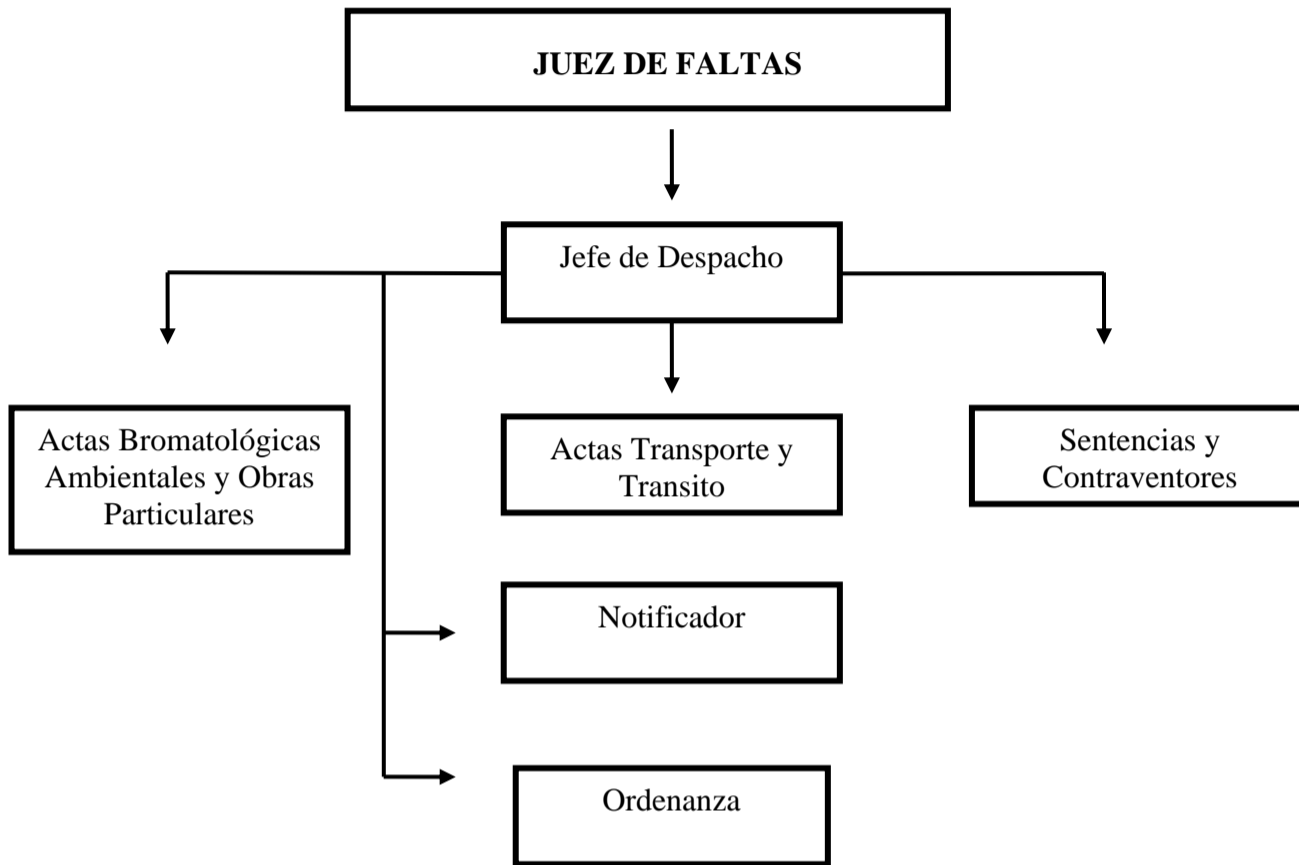 JUEZ DE FALTAS
Jefe de Despacho
Actas Bromatológicas
Ambientales y Obras
Particulares
Actas Transporte y
Transito
Sentencias y
Contraventores
Notificador
Ordenanza